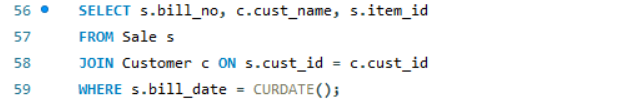 56 SELECT s.bill_no, c.cust_name, s.item_id
57 FROM Sale s
58 JOIN Customer c ON s.cust_id = c.cust_id
59 WHERE s.bill_date = CURDATE();